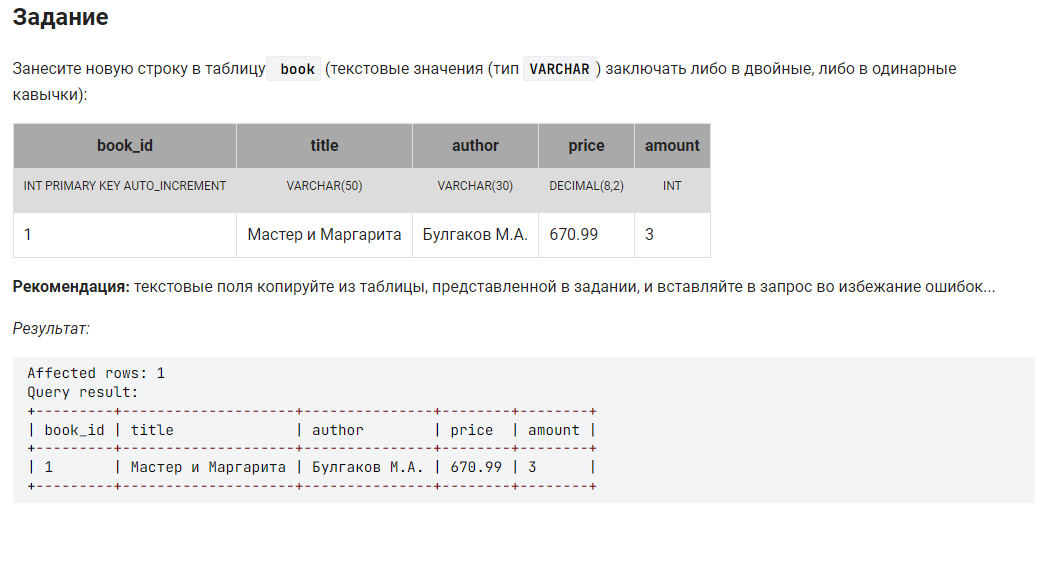 Задание
Занесите новую строку в таблицу book (текстовые значения (тип VARCHAR) заключать либо в двойные, либо в одинарные
кавычки):
book_id title author price amount
INT PRIMARY KEY AUTO_INCREMENT VARCHAR(50) VARCHAR(30) DECIMAL(8,2) INT
1 Мастер и Маргарита Булгаков М.А. 670.99 3
Рекомендация: текстовые поля копируйте из таблицы, представленной в задании, и вставляйте в запрос во избежание ошибок...
Результат:
Affected rows: 1
Query result:
+---------+--------------------+---------------+--------+--------+
| book_id | title              | author        | price  | amount |
+---------+--------------------+---------------+--------+--------+
| 1       | Мастер и Маргарита | Булгаков М.А. | 670.99 | 3      |
+---------+--------------------+---------------+--------+--------+